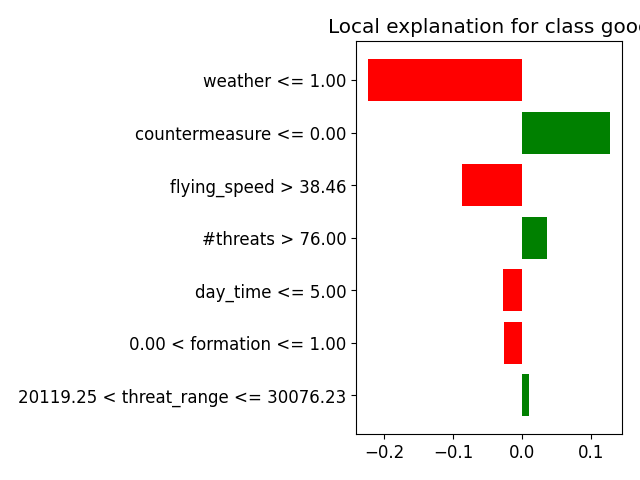 Local explanation for class goo
weather <= 1.00
countermeasure <= 0.00
flying_speed > 38.46
#threats > 76.00
day_time <= 5.00
0.00 < formation <= 1.00
20119.25 < threat_range <= 30076.23
−0.2 −0.1 0.0 0.1